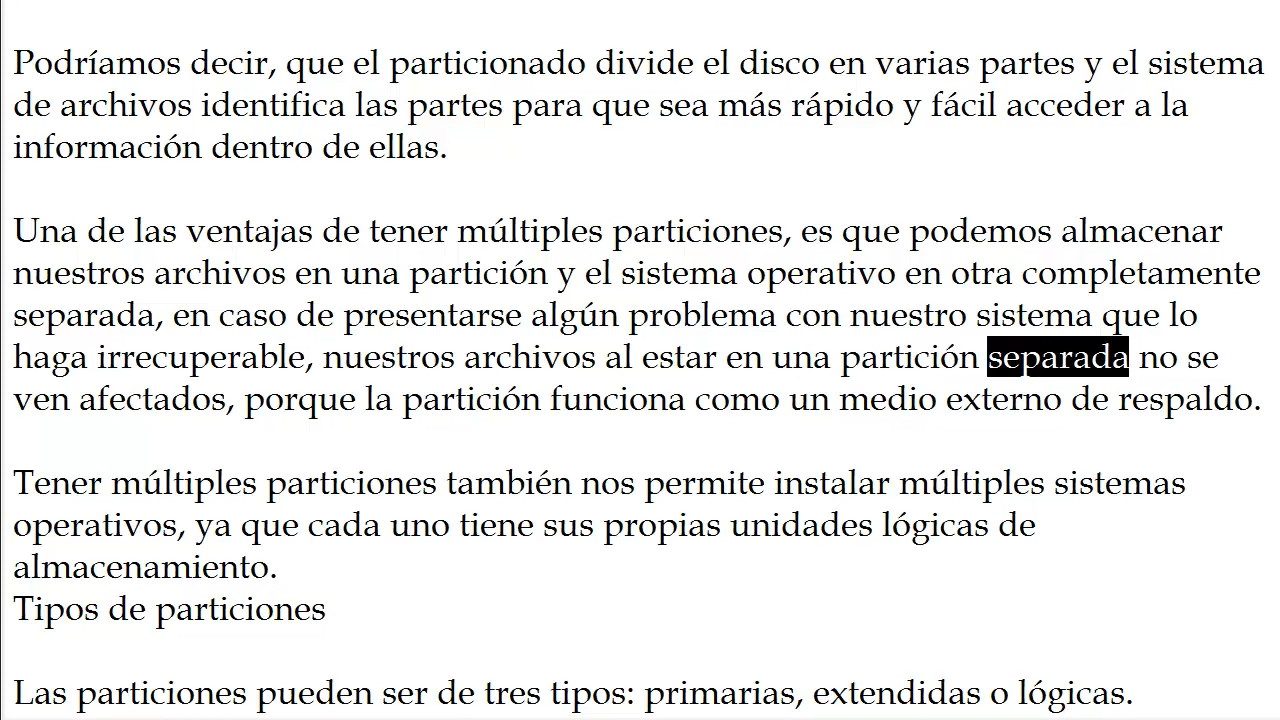 Podríamos decir, que el particionado divide el disco en varias partes y el sistema
de archivos identifica las partes para que sea más rápido y fácil acceder a la
información dentro de ellas.
Una de las ventajas de tener múltiples particiones, es que podemos almacenar
nuestros archivos en una partición y el sistema operativo en otra completamente
separada, en caso de presentarse algún problema con nuestro sistema que lo
haga irrecuperable, nuestros archivos al estar en una partición separada no se
ven afectados, porque la partición funciona como un medio externo de respaldo.
Tener múltiples particiones también nos permite instalar múltiples sistemas
operativos, ya que cada uno tiene sus propias unidades lógicas de
almacenamiento.
Tipos de particiones
Las particiones pueden ser de tres tipos: primarias, extendidas o lógicas.